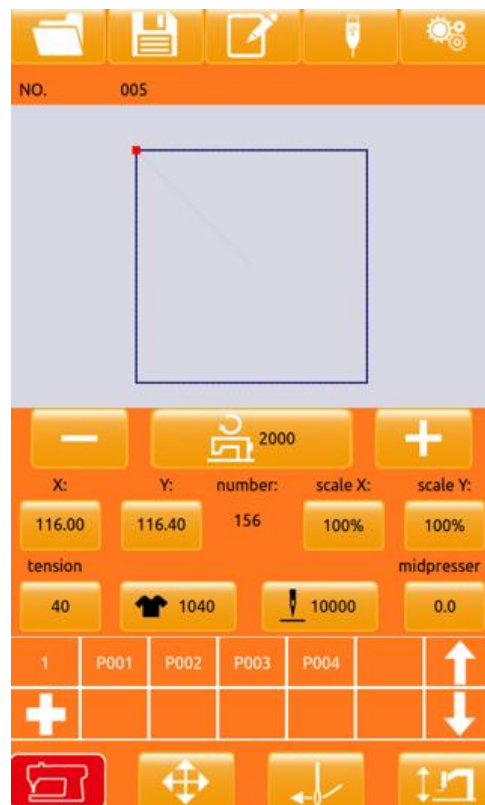 NO. 005
2000
X: Y: number: scale X: scale Y:
116.00 116.40 156 100% 100%
tension midpresser
40 1040 10000 0.0
1 P001 P002 P003 P004